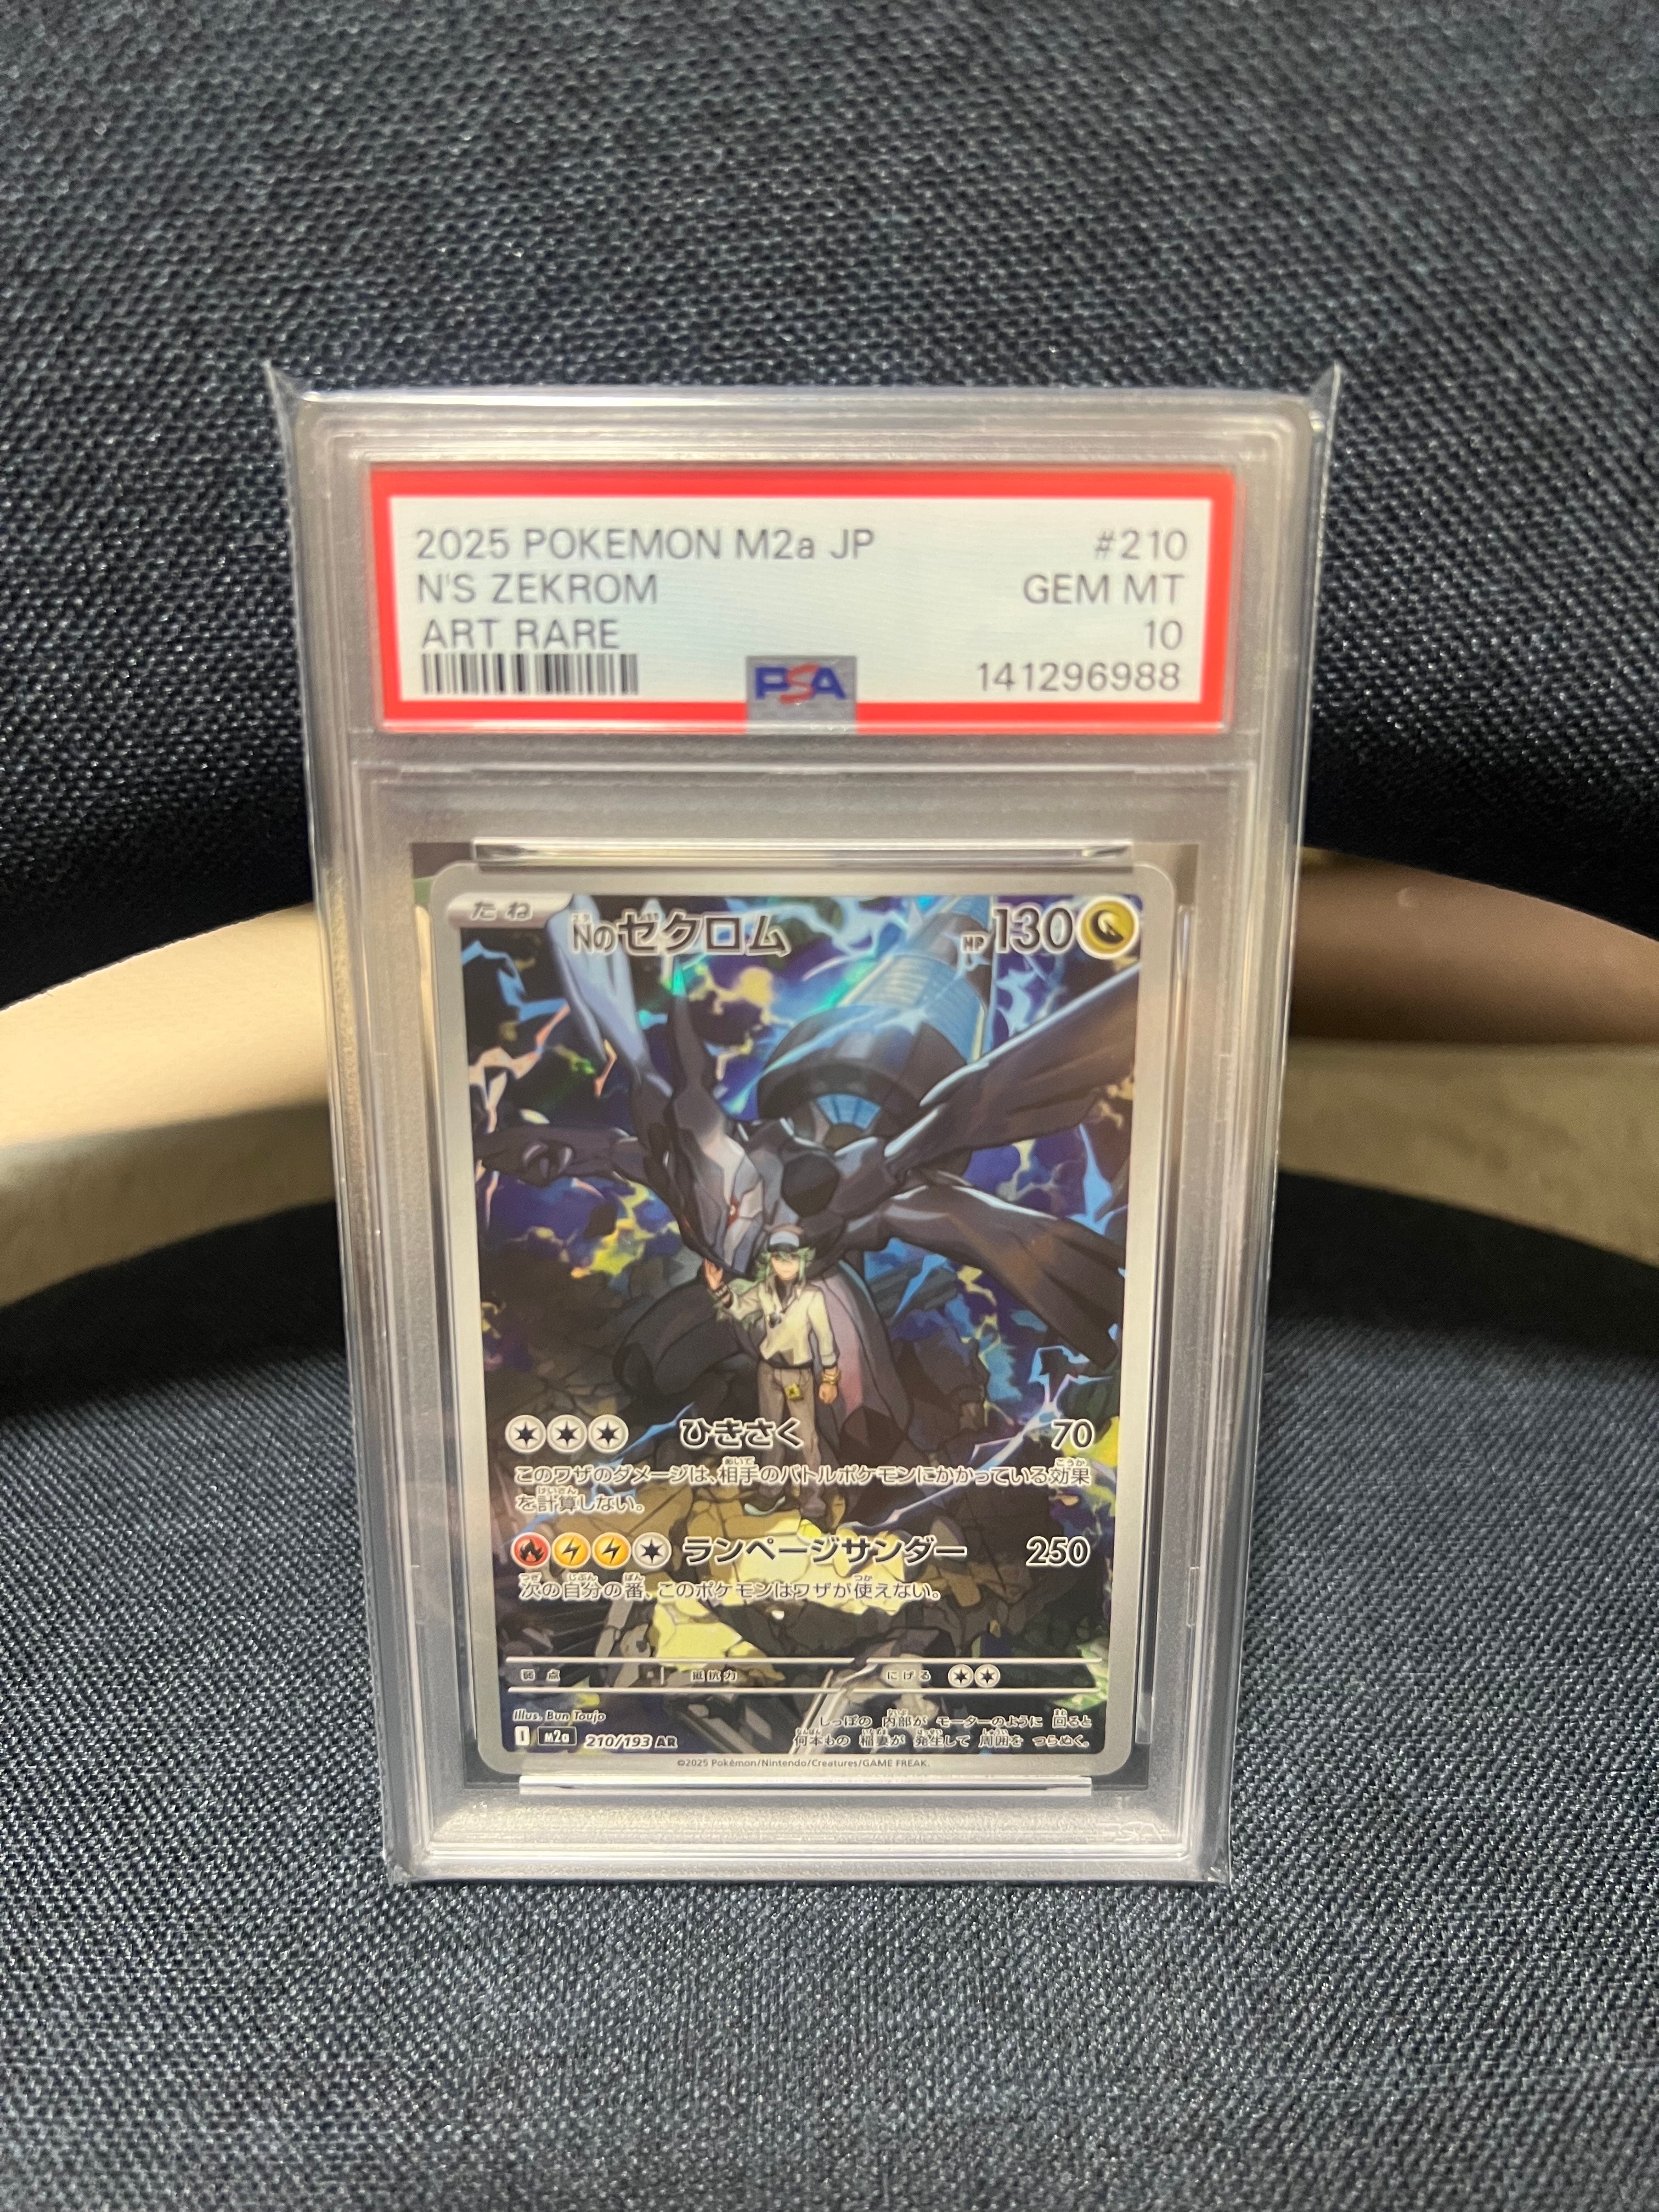 2025 POKEMON M2a JP #210
N'S ZEKROM GEM MT
ART RARE 10
PSA 141296988
たね Nのゼクロム HP 130
ひきさく 70
このワザのダメージは、相手のバトルポケモンにかかっている効果
を計算しない。
ランページサンダー 250
次の自分の番、このポケモンはワザが使えない。
弱点 抵抗力 にげる
Illus. Bun Toujo
しっぽの 内部が モーターのように 回ると
I M2a 210/193 AR 何本もの 稲妻が 発生して 周囲を つらぬく。
©2025 Pokémon/Nintendo/Creatures/GAME FREAK.